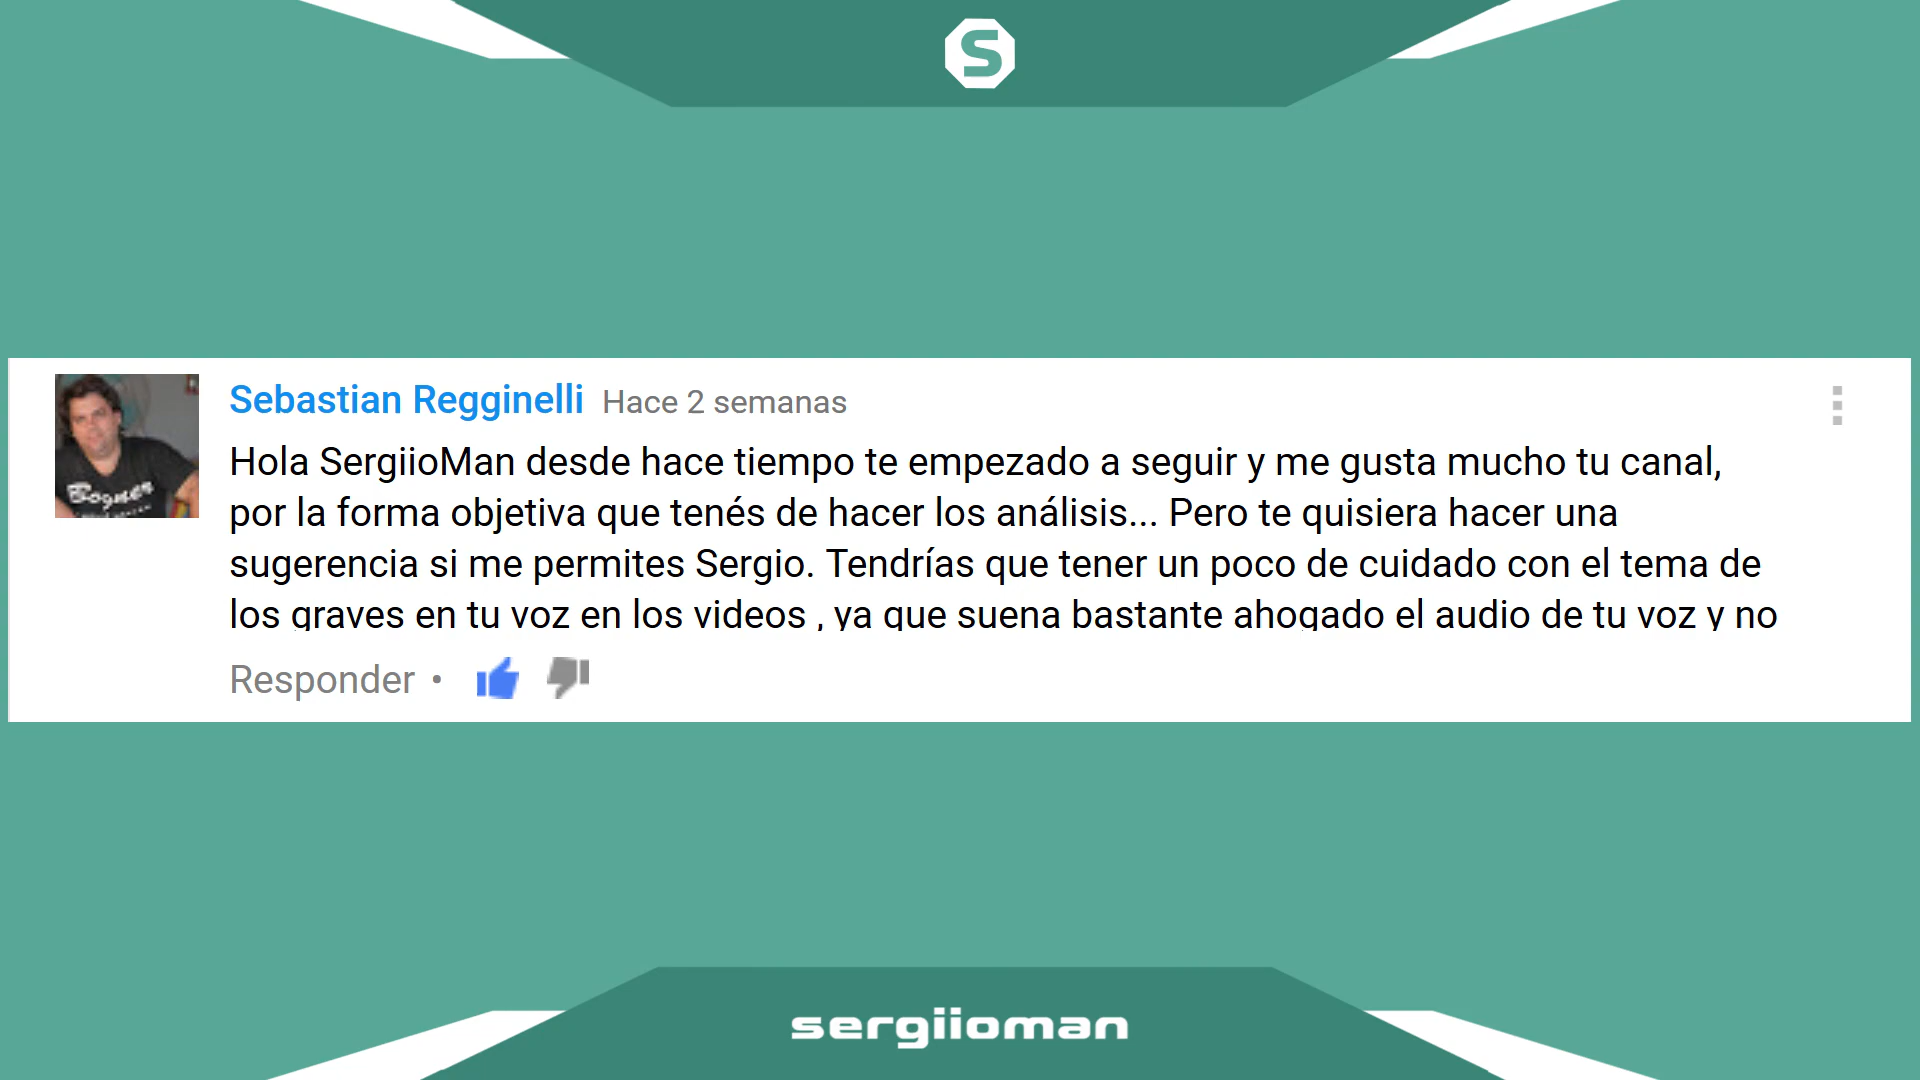 S
Sebastian Regginelli Hace 2 semanas
Hola SergiioMan desde hace tiempo te empezado a seguir y me gusta mucho tu canal,
por la forma objetiva que tenés de hacer los análisis... Pero te quisiera hacer una
sugerencia si me permites Sergio. Tendrías que tener un poco de cuidado con el tema de
los graves en tu voz en los videos , ya que suena bastante ahogado el audio de tu voz y no
Responder •
Bogner
sergiioman